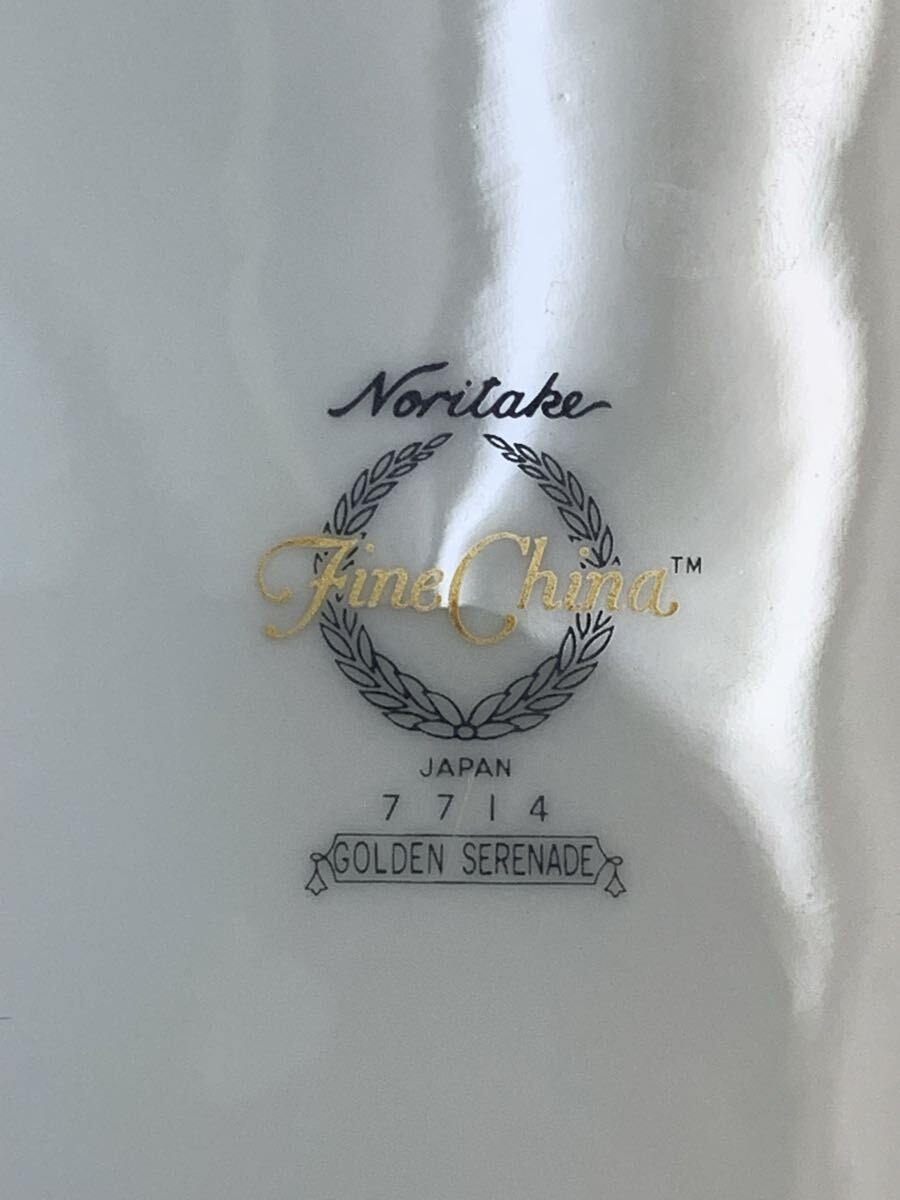 Noritake
Fine China™
JAPAN
7714
GOLDEN SERENADE